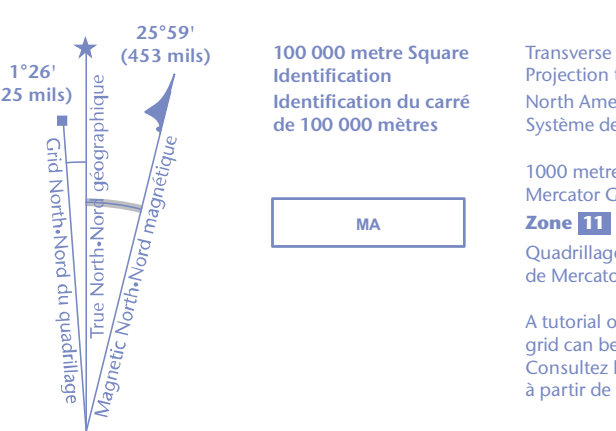 25°59'
(453 mils)
1°26'
25 mils)
Grid North•Nord du quadrillage
True North•Nord géographique
Magnetic North•Nord magnétique
100 000 metre Square
Identification
Identification du carré
de 100 000 mètres
MA
Transverse
Projection
North Ame
Système de
1000 metre
Mercator G
Zone 11
Quadrillage
de Mercato
A tutorial o
grid can be
Consultez l
à partir de